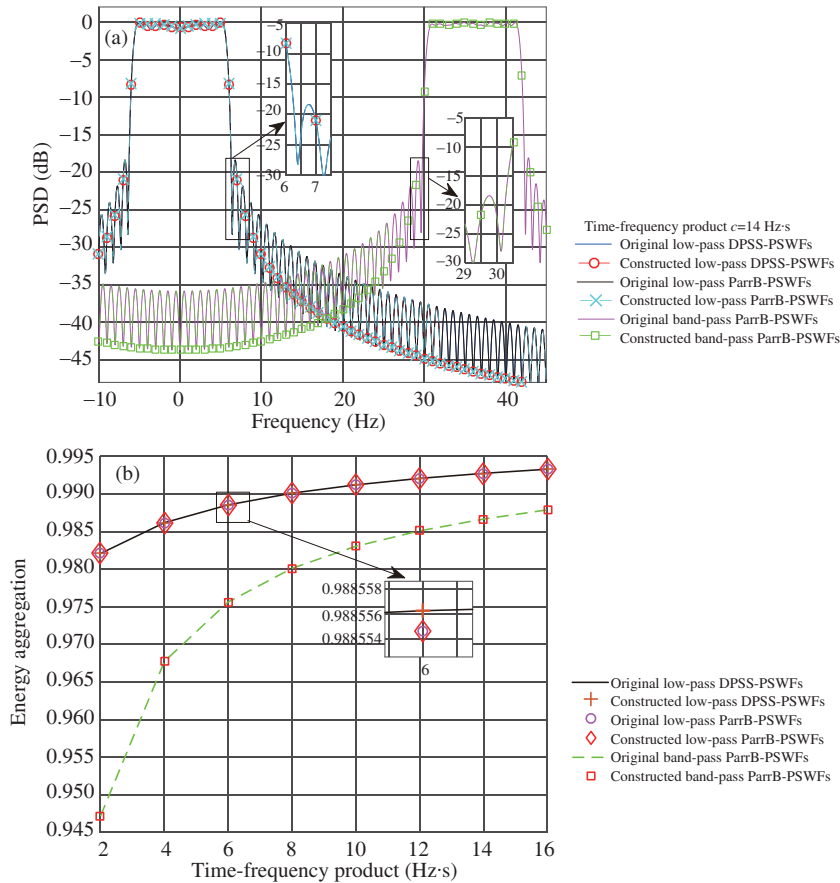 (a)
PSD (dB)
0
−5
−10
−15
−20
−25
−30
−35
−40
−45
−10
0
10
20
30
40
Frequency (Hz)
−5
−10
−15
−20
−25
−30
6
7
−5
−10
−15
−20
−25
−30
29
30
Time-frequency product c=14 Hz·s
Original low-pass DPSS-PSWFs
Constructed low-pass DPSS-PSWFs
Original low-pass ParrB-PSWFs
Constructed low-pass ParrB-PSWFs
Original band-pass ParrB-PSWFs
Constructed band-pass ParrB-PSWFs
(b)
Energy aggregation
0.995
0.990
0.985
0.980
0.975
0.970
0.965
0.960
0.955
0.950
0.945
2
4
6
8
10
12
14
16
Time-frequency product (Hz·s)
0.988558
0.988556
0.988554
6
Original low-pass DPSS-PSWFs
Constructed low-pass DPSS-PSWFs
Original low-pass ParrB-PSWFs
Constructed low-pass ParrB-PSWFs
Original band-pass ParrB-PSWFs
Constructed band-pass ParrB-PSWFs